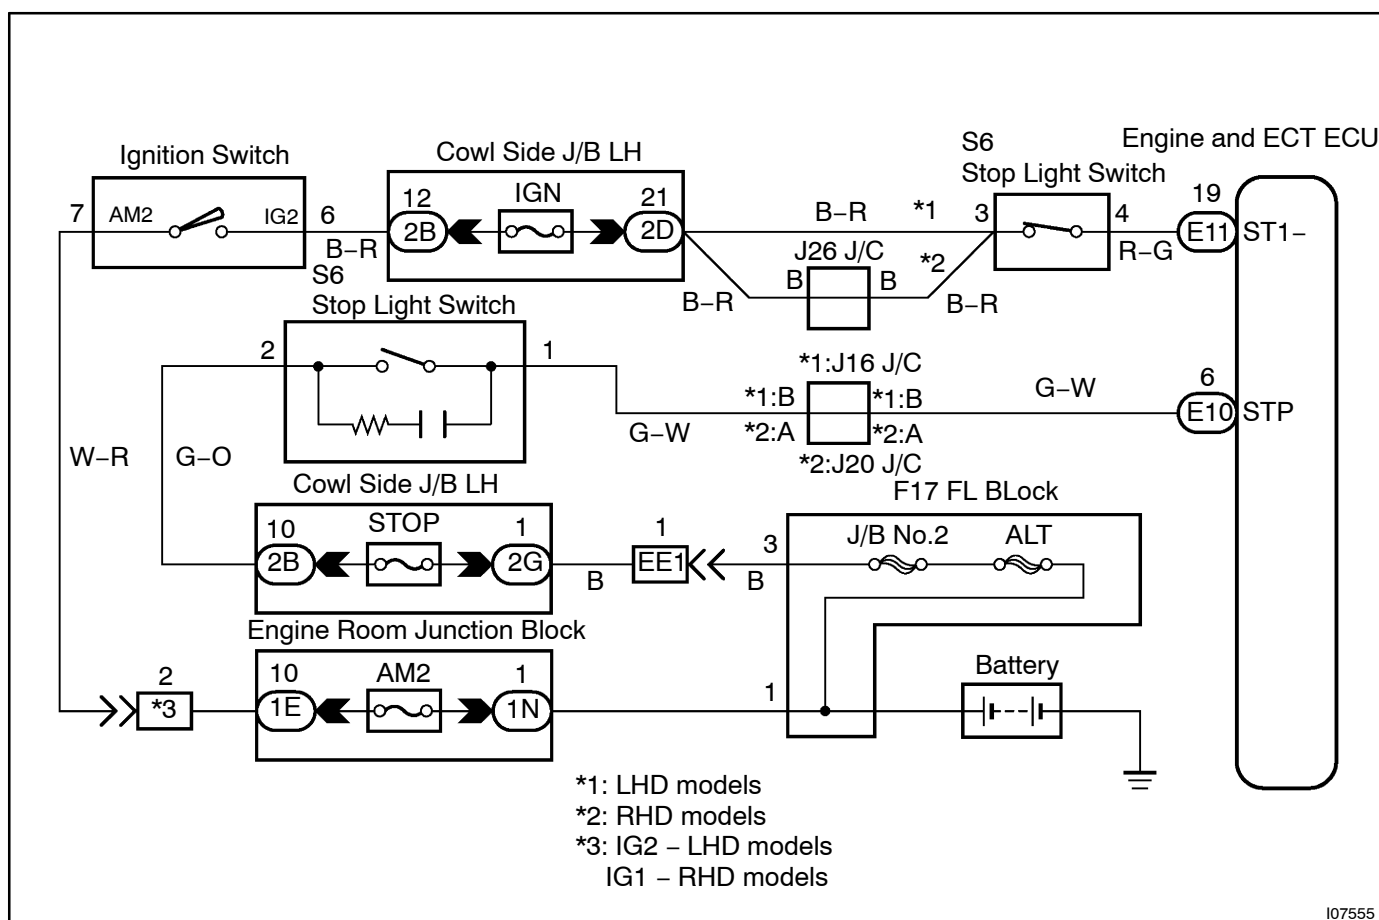 S6
Engine and ECT ECU
Ignition Switch
Cowl Side J/B LH
Stop Light Switch
7
AM2
IG2
6
B–R
12
2B
IGN
21
2D
B–R
*1
3
4
R–G
19
E11
ST1–
S6
Stop Light Switch
B–R
J26 J/C
B
B
*2
B–R
2
1
G–W
*1:J16 J/C
*1:B
*1:B
*2:A
*2:A
*2:J20 J/C
G–W
6
E10
STP
W–R
G–O
Cowl Side J/B LH
10
2B
STOP
1
2G
B
1
EE1
3
B
F17 FL BLock
J/B No.2
ALT
Engine Room Junction Block
2
*3
10
1E
AM2
1
1N
1
Battery
*1: LHD models
*2: RHD models
*3: IG2 – LHD models
IG1 – RHD models
I07555